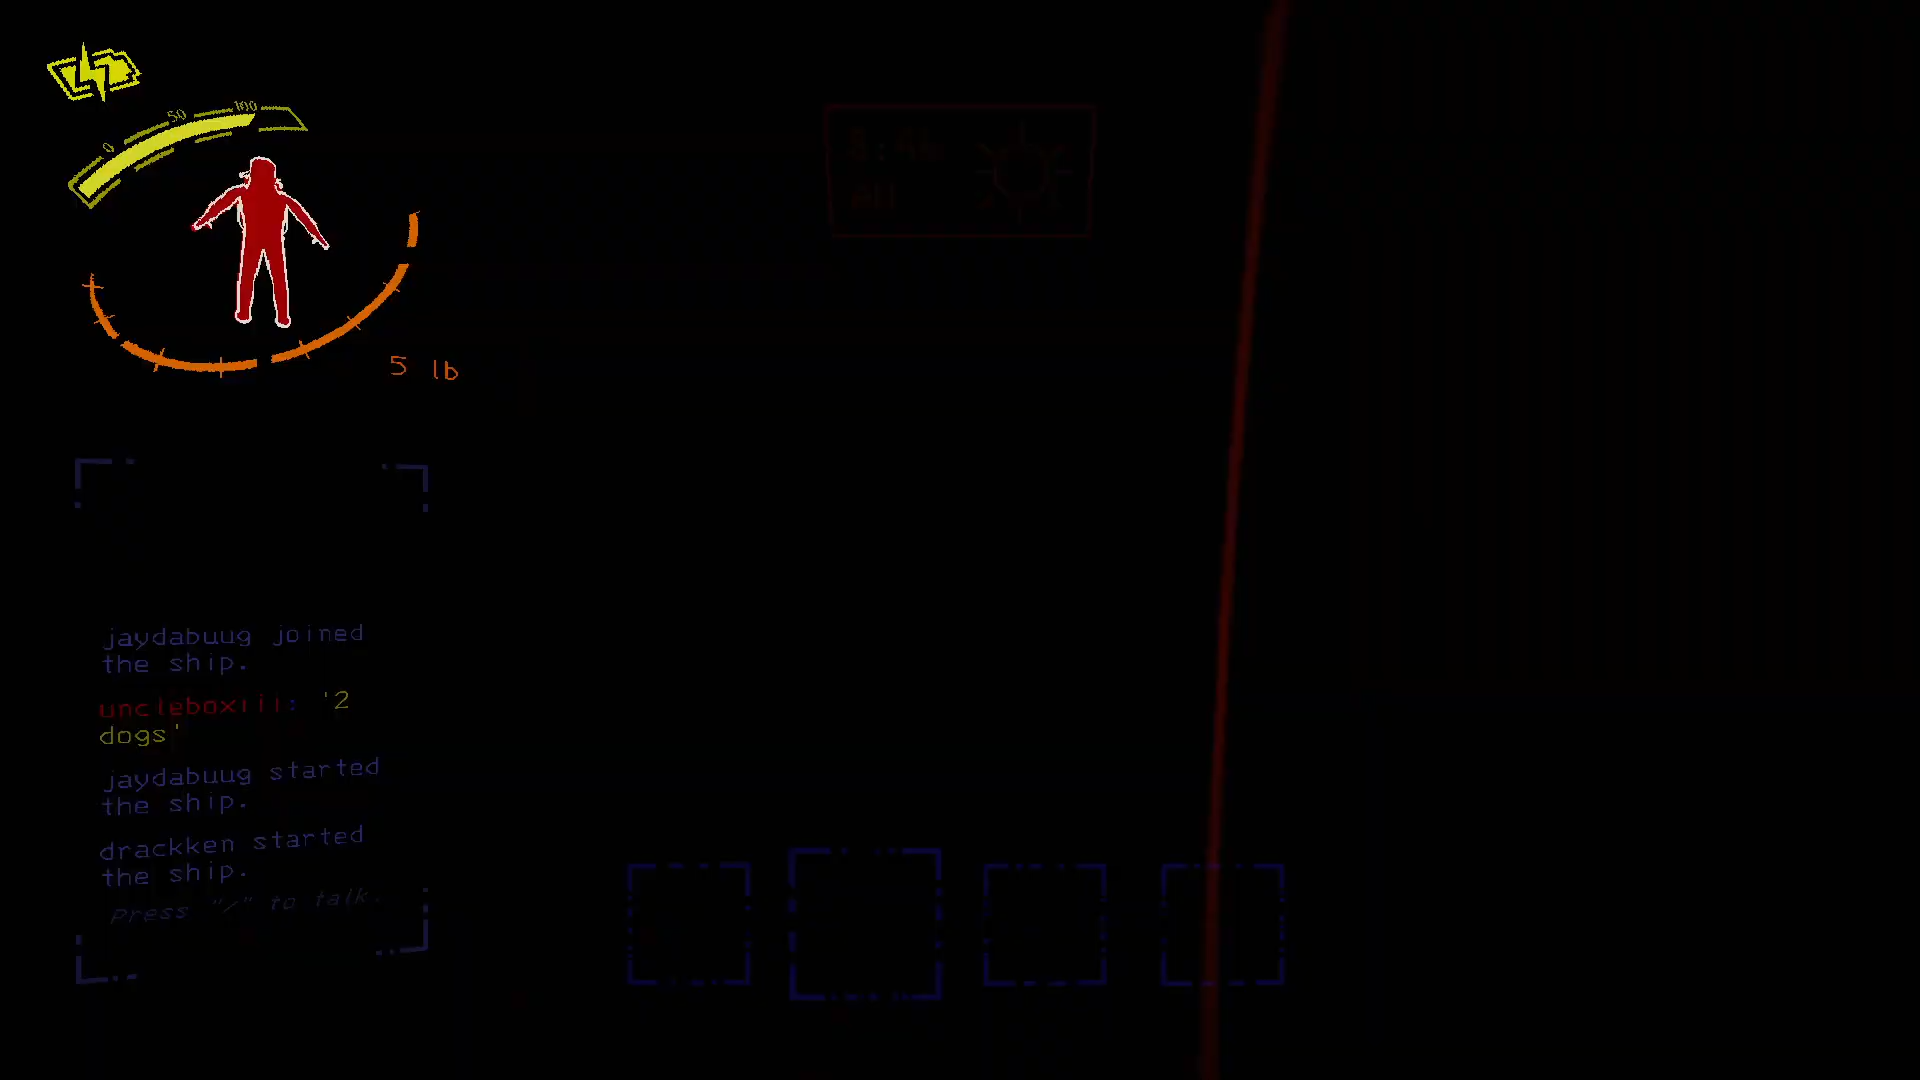 0 50 100
5 lb
jaydabuug joined
the ship.
uncleboxiii: '2
dogs'
jaydabuug started
the ship.
drackken started
the ship.
Press "/" to talk.